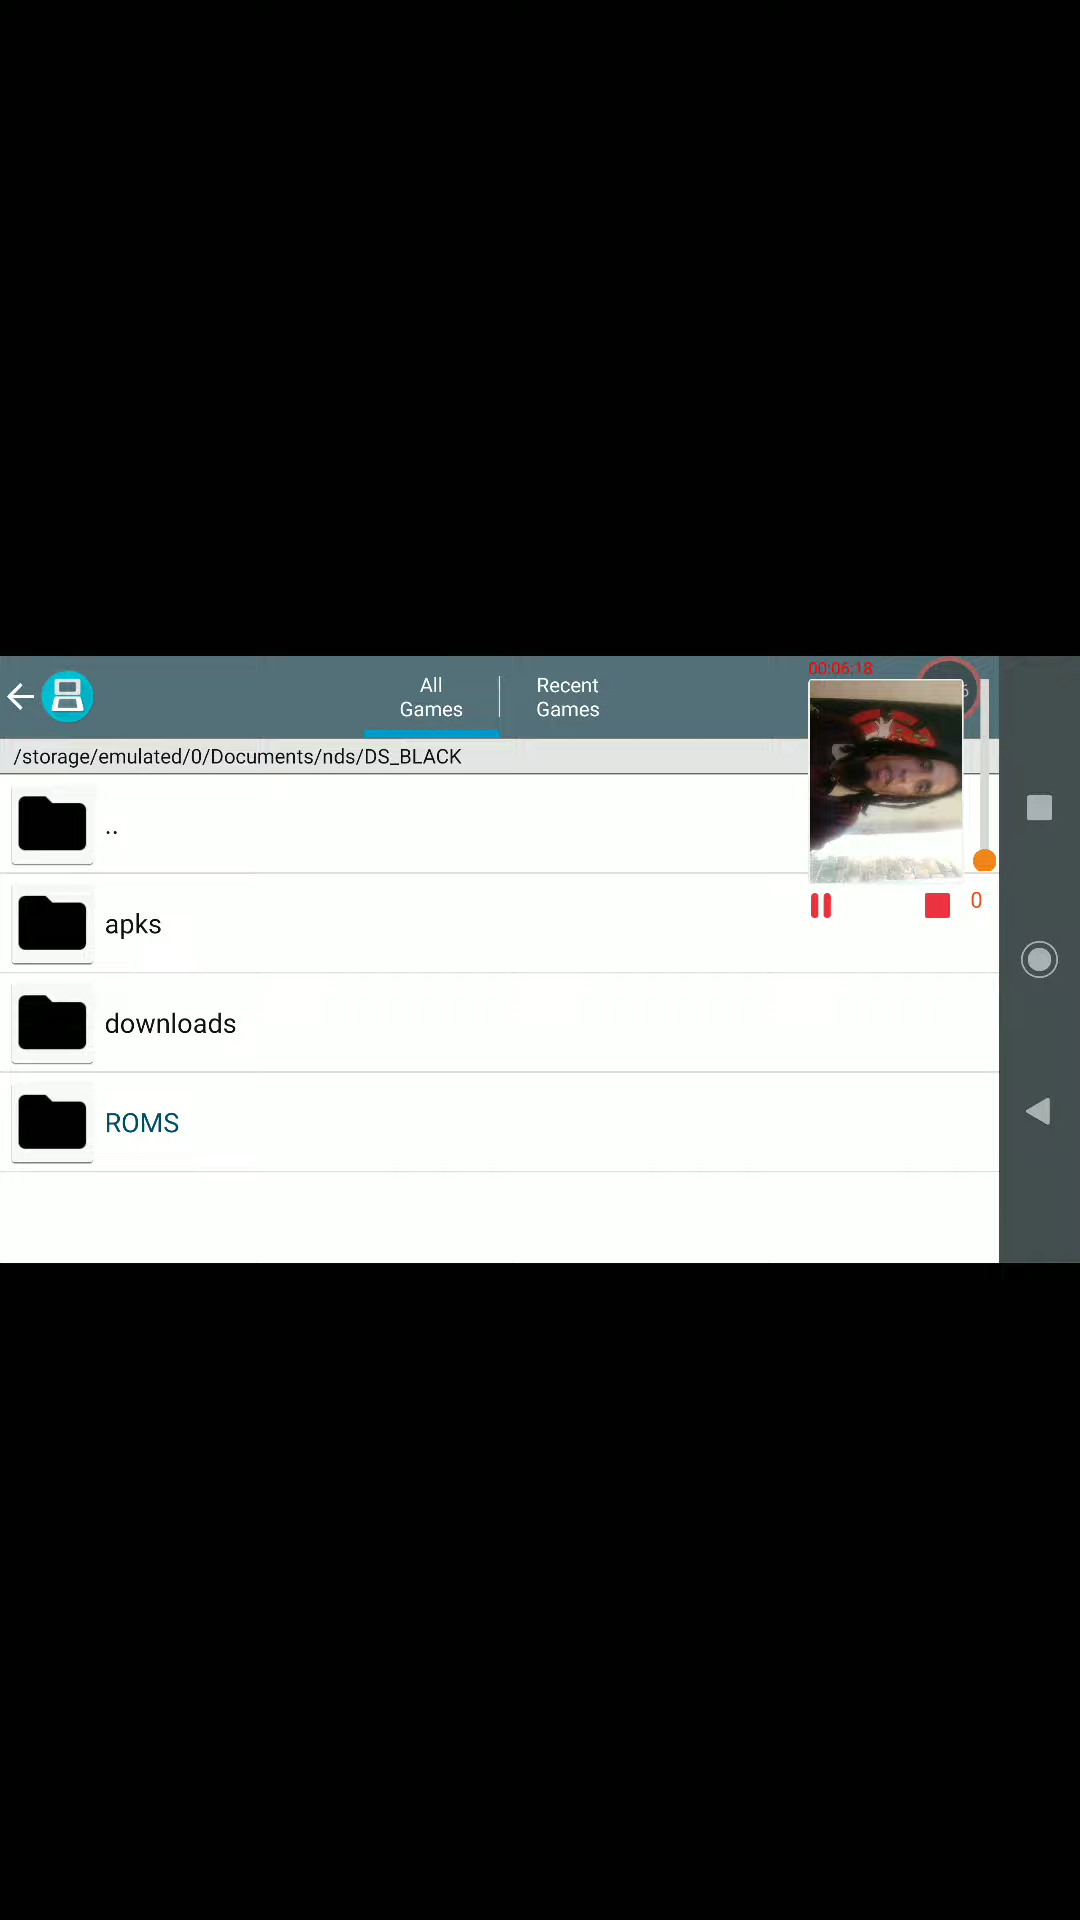 All
Games
Recent
Games
00:06:18
/storage/emulated/0/Documents/nds/DS_BLACK
..
apks
0
downloads
ROMS